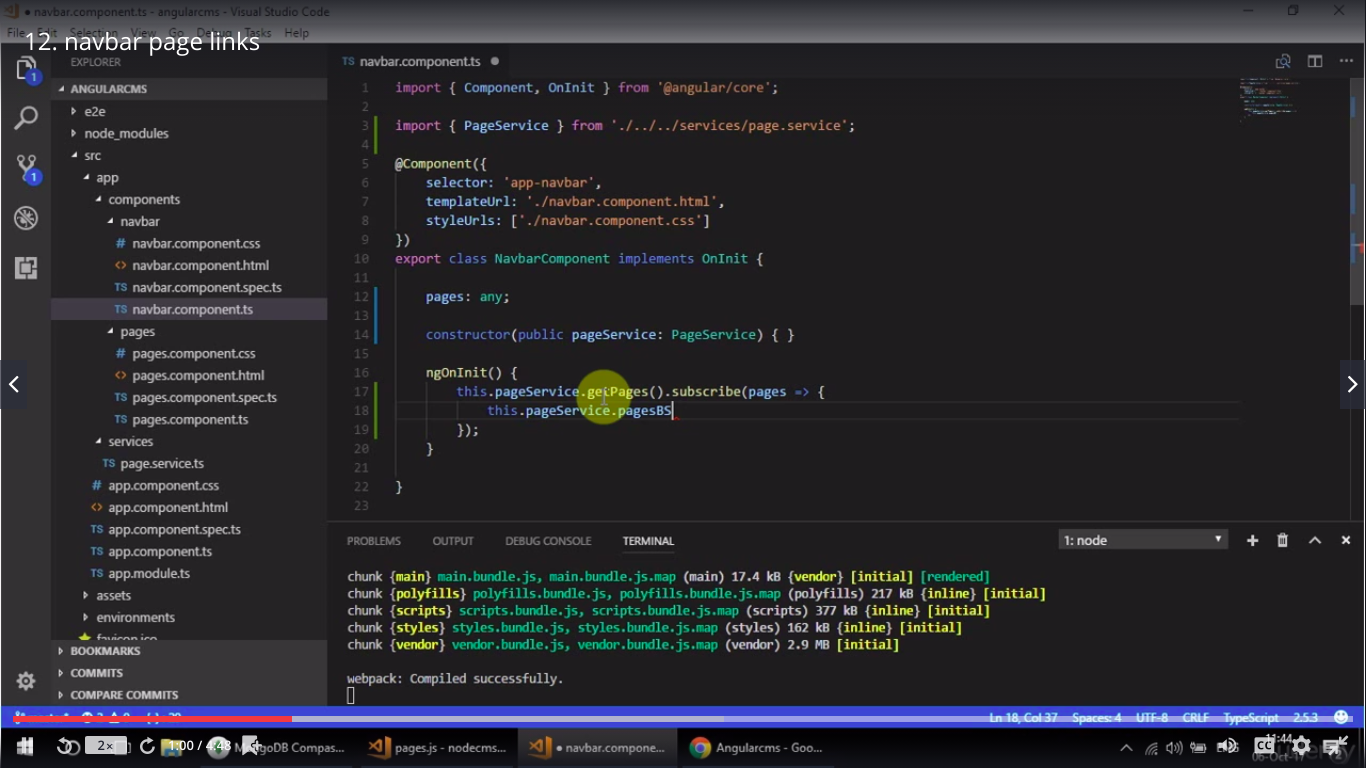 navbar.component.ts - angularcms - Visual Studio Code
File Edit Selection View Go Debug Tasks Help
12. navbar page links
EXPLORER
ANGULARCMS
e2e
node_modules
src
app
components
navbar
navbar.component.css
navbar.component.html
navbar.component.spec.ts
navbar.component.ts
pages
pages.component.css
pages.component.html
pages.component.spec.ts
pages.component.ts
services
page.service.ts
app.component.css
app.component.html
app.component.spec.ts
app.component.ts
app.module.ts
assets
environments
favicon.ico
BOOKMARKS
COMMITS
COMPARE COMMITS
TS navbar.component.ts
1 import { Component, OnInit } from '@angular/core';
2
3 import { PageService } from './../../services/page.service';
4
5 @Component({
6 selector: 'app-navbar',
7 templateUrl: './navbar.component.html',
8 styleUrls: ['./navbar.component.css']
9 })
10 export class NavbarComponent implements OnInit {
11
12 pages: any;
13
14 constructor(public pageService: PageService) { }
15
16 ngOnInit() {
17 this.pageService.getPages().subscribe(pages => {
18 this.pageService.pagesBS
19 });
20 }
21
22 }
23
PROBLEMS OUTPUT DEBUG CONSOLE TERMINAL 1: node
chunk {main} main.bundle.js, main.bundle.js.map (main) 17.4 kB {vendor} [initial] [rendered]
chunk {polyfills} polyfills.bundle.js, polyfills.bundle.js.map (polyfills) 217 kB {inline} [initial]
chunk {scripts} scripts.bundle.js, scripts.bundle.js.map (scripts) 377 kB {inline} [initial]
chunk {styles} styles.bundle.js, styles.bundle.js.map (styles) 162 kB {inline} [initial]
chunk {vendor} vendor.bundle.js, vendor.bundle.js.map (vendor) 2.9 MB [initial]
webpack: Compiled successfully.
Ln 18, Col 37 Spaces: 4 UTF-8 CRLF TypeScript 2.5.3
2x 1:00 / 4:48 MongoDB Compas... pages.js - nodecms... navbar.compone... Angularcms - Goo... CC 11:44
06-Oct-17